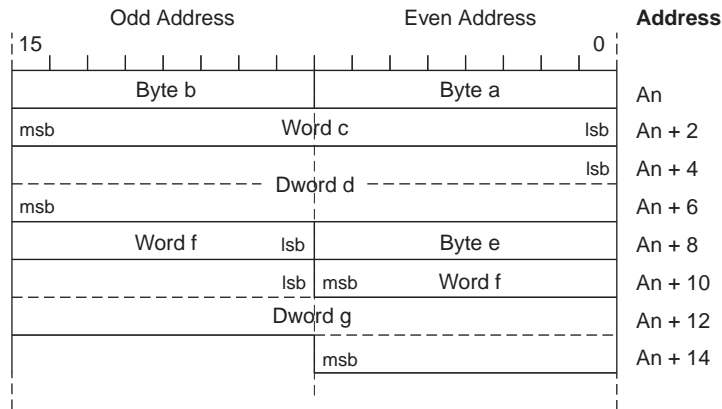 Odd Address Even Address Address
15 0
Byte b Byte a An
msb Word c lsb An + 2
lsb An + 4
Dword d
msb An + 6
Word f lsb Byte e An + 8
lsb msb Word f An + 10
Dword g An + 12
msb An + 14